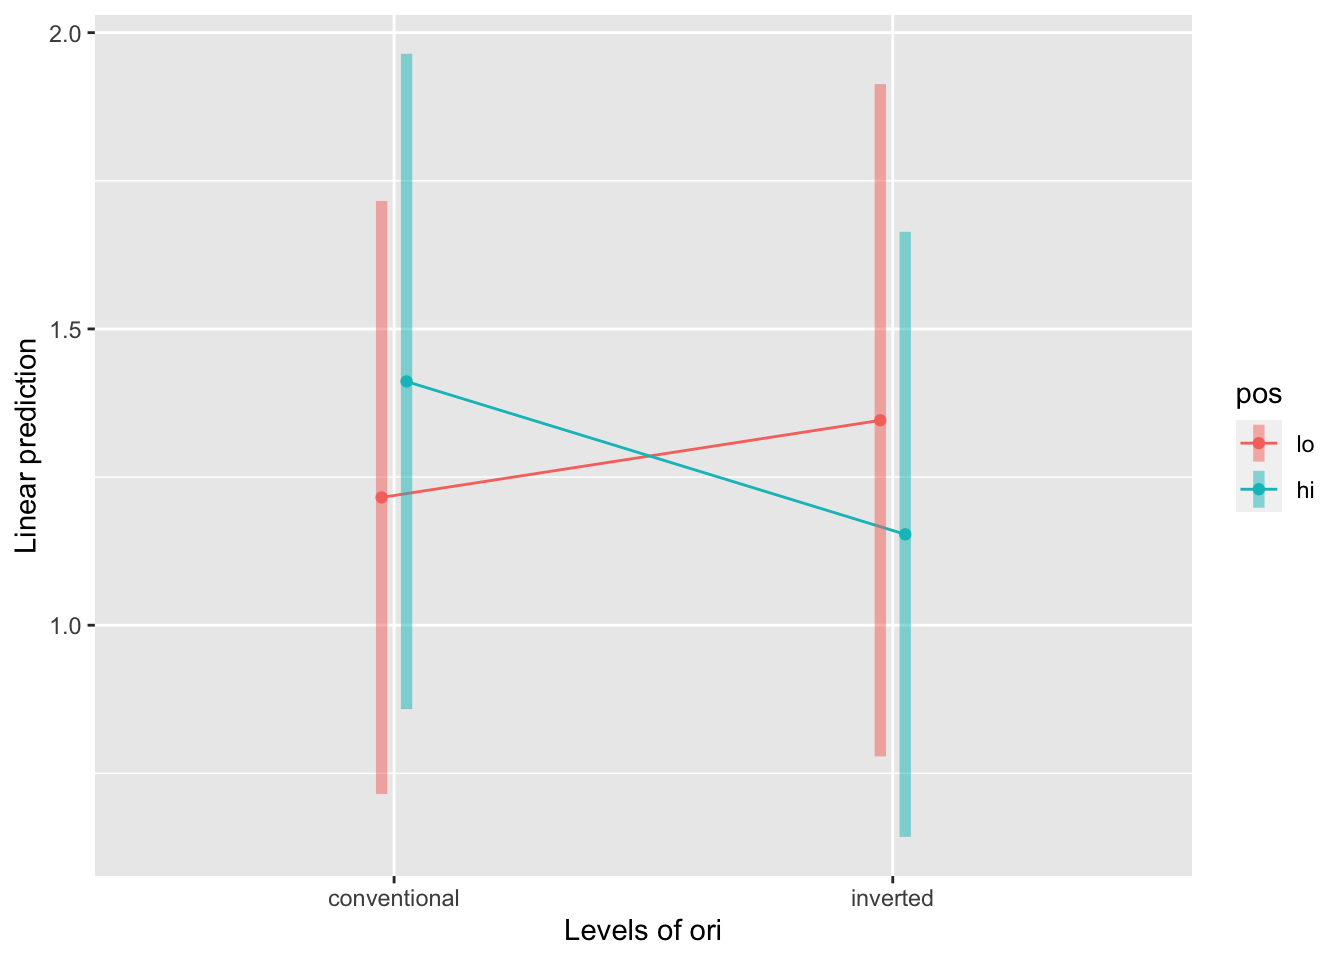 2.0
1.5
1.0
Linear prediction
conventional
inverted
Levels of ori
pos
lo
hi